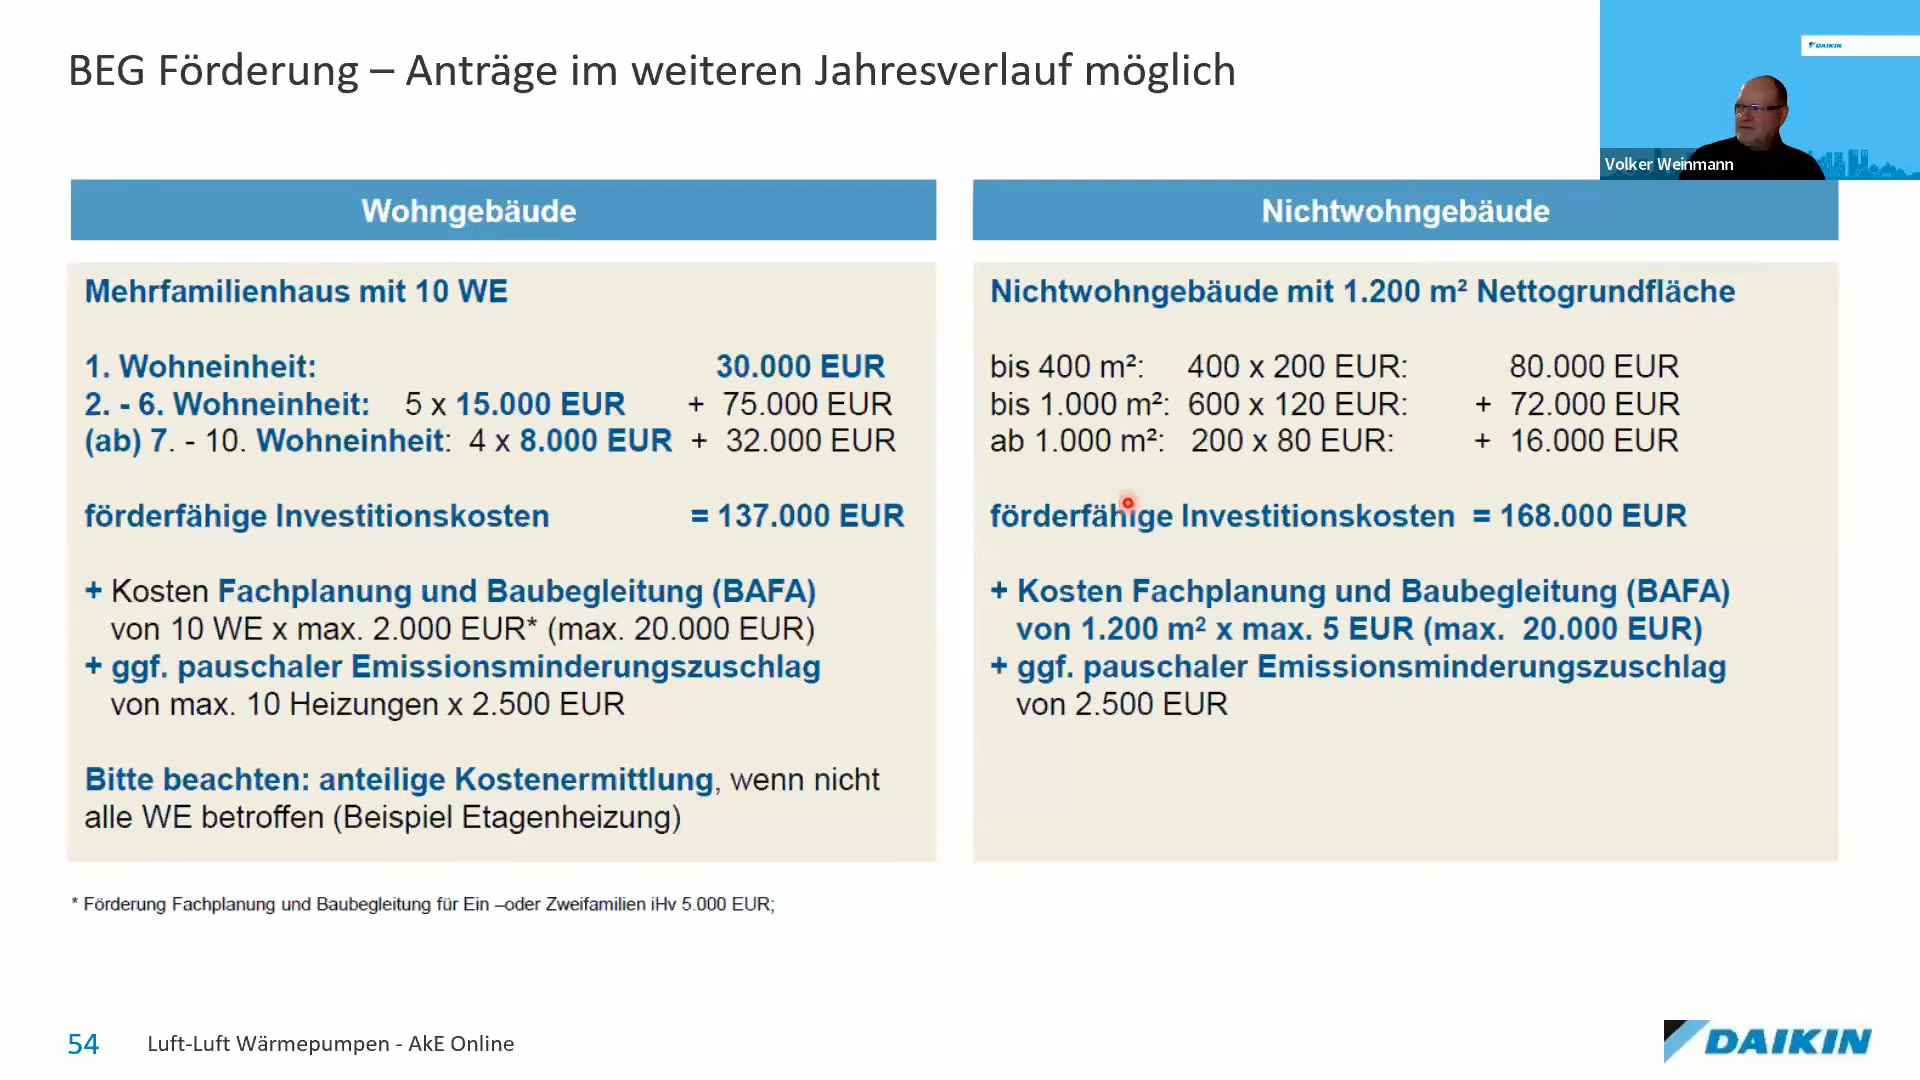 BEG Förderung – Anträge im weiteren Jahresverlauf möglich
DAIKIN
Volker Weinmann
Wohngebäude
Mehrfamilienhaus mit 10 WE
1. Wohneinheit: 30.000 EUR
2. - 6. Wohneinheit: 5 x 15.000 EUR + 75.000 EUR
(ab) 7. - 10. Wohneinheit: 4 x 8.000 EUR + 32.000 EUR
förderfähige Investitionskosten = 137.000 EUR
+ Kosten Fachplanung und Baubegleitung (BAFA)
von 10 WE x max. 2.000 EUR* (max. 20.000 EUR)
+ ggf. pauschaler Emissionsminderungszuschlag
von max. 10 Heizungen x 2.500 EUR
Bitte beachten: anteilige Kostenermittlung, wenn nicht
alle WE betroffen (Beispiel Etagenheizung)
Nichtwohngebäude
Nichtwohngebäude mit 1.200 m² Nettogrundfläche
bis 400 m²: 400 x 200 EUR: 80.000 EUR
bis 1.000 m²: 600 x 120 EUR: + 72.000 EUR
ab 1.000 m²: 200 x 80 EUR: + 16.000 EUR
förderfähige Investitionskosten = 168.000 EUR
+ Kosten Fachplanung und Baubegleitung (BAFA)
von 1.200 m² x max. 5 EUR (max. 20.000 EUR)
+ ggf. pauschaler Emissionsminderungszuschlag
von 2.500 EUR
* Förderung Fachplanung und Baubegleitung für Ein –oder Zweifamilien iHv 5.000 EUR;
54 Luft-Luft Wärmepumpen - AkE Online
DAIKIN